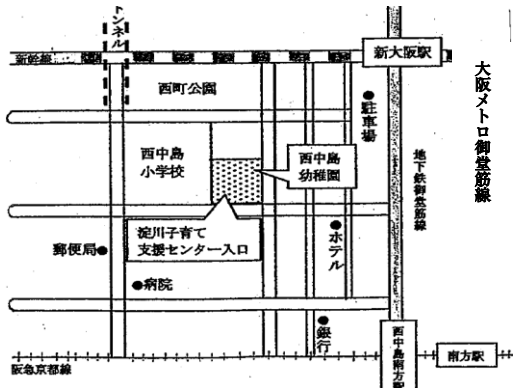 トンネル
新幹線
新大阪駅
西町公園
大阪メトロ御堂筋線
●駐車場
西中島
小学校
西中島
幼稚園
地下鉄御堂筋線
淀川子育て
支援センター入口
郵便局●
●ホテル
●病院
●銀行
西中島南方駅
南方駅
阪急京都線